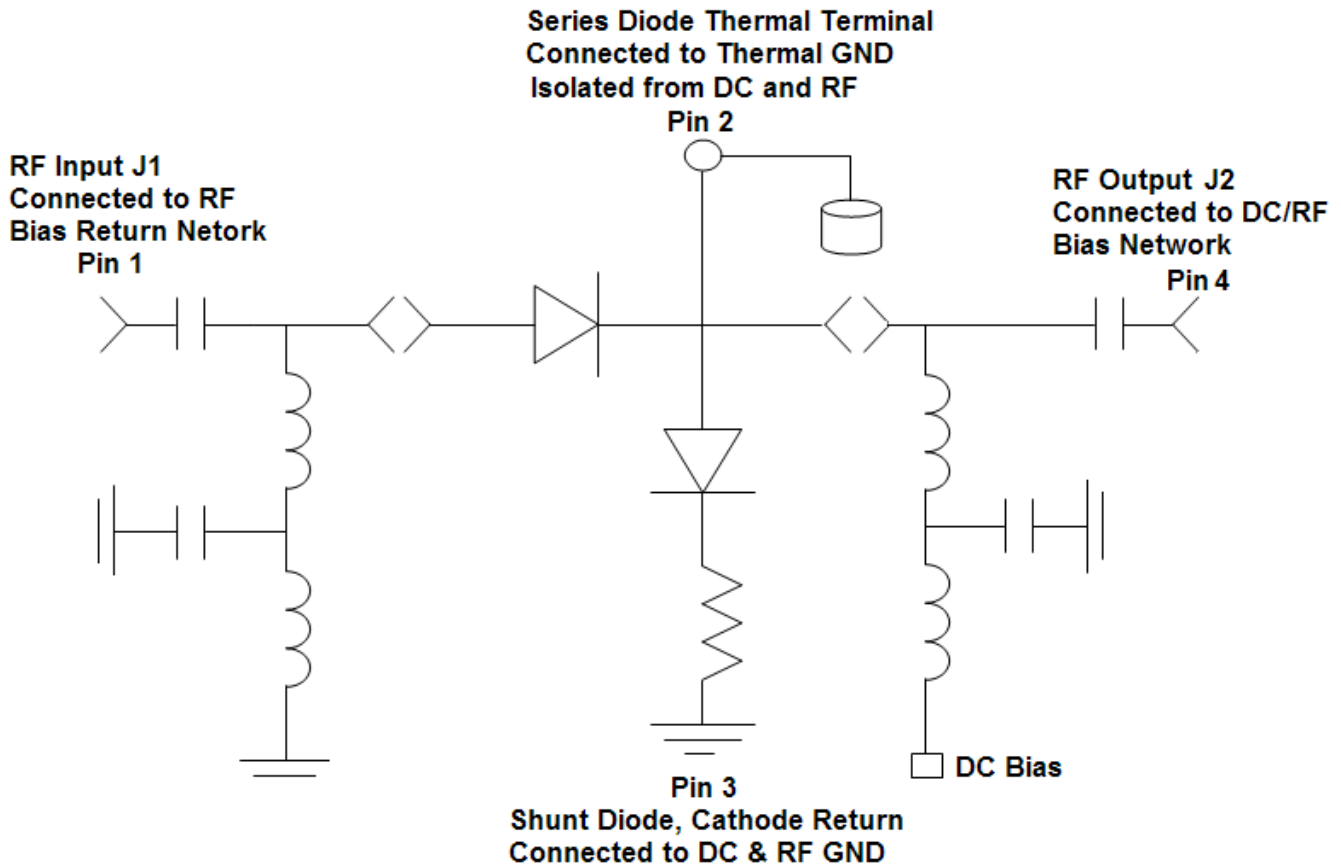 Series Diode Thermal Terminal
Connected to Thermal GND
Isolated from DC and RF
Pin 2
RF Input J1
Connected to RF
Bias Return Netork
Pin 1
RF Output J2
Connected to DC/RF
Bias Network
Pin 4
DC Bias
Pin 3
Shunt Diode, Cathode Return
Connected to DC & RF GND